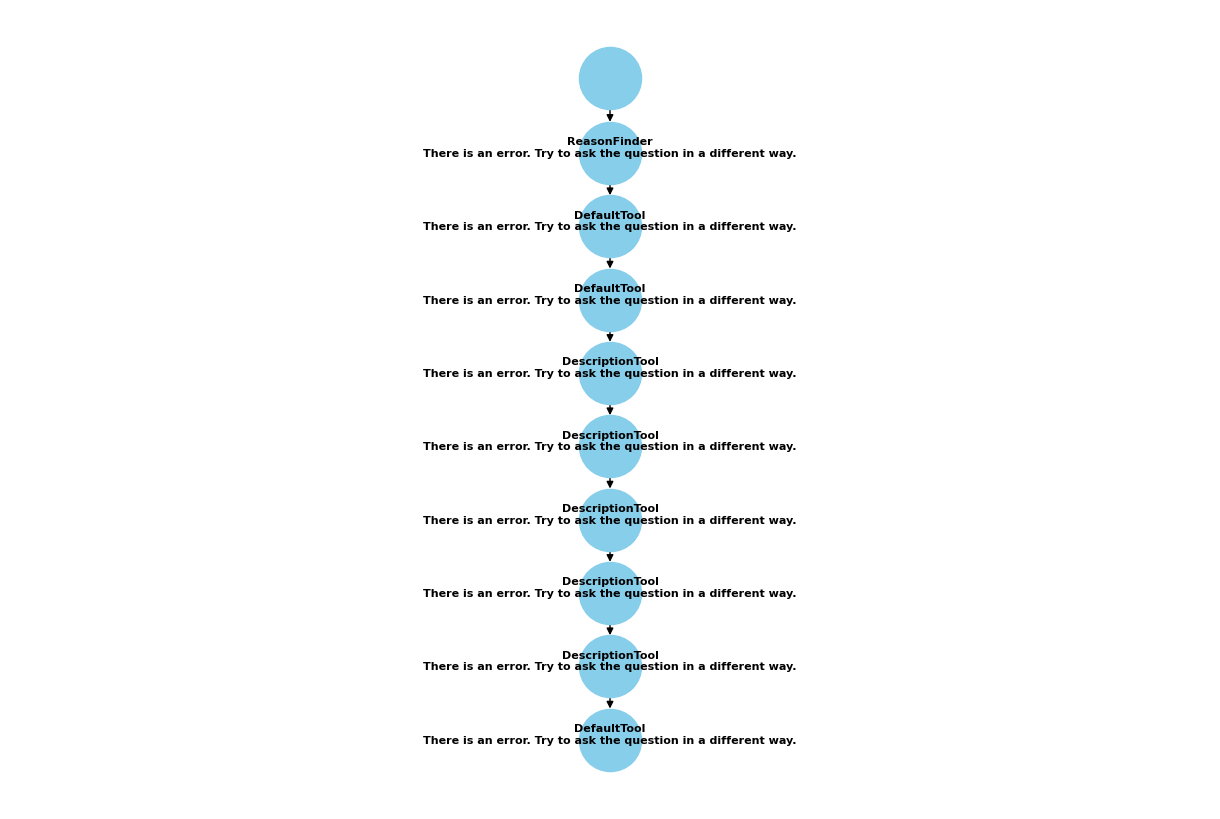 ReasonFinder
There is an error. Try to ask the question in a different way.
DefaultTool
There is an error. Try to ask the question in a different way.
DefaultTool
There is an error. Try to ask the question in a different way.
DescriptionTool
There is an error. Try to ask the question in a different way.
DescriptionTool
There is an error. Try to ask the question in a different way.
DescriptionTool
There is an error. Try to ask the question in a different way.
DescriptionTool
There is an error. Try to ask the question in a different way.
DescriptionTool
There is an error. Try to ask the question in a different way.
DefaultTool
There is an error. Try to ask the question in a different way.